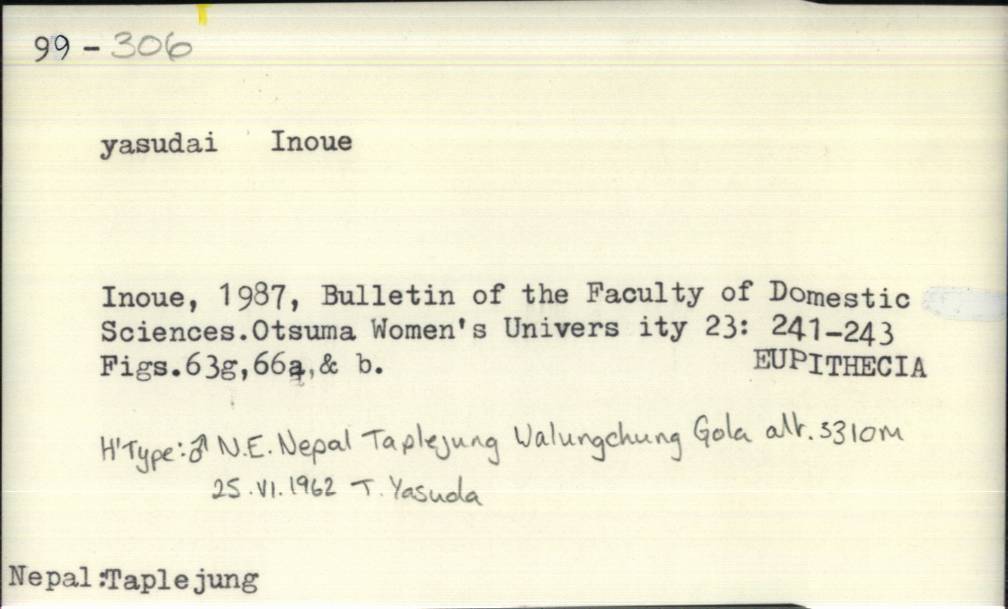 99 - 306
yasudai Inoue
Inoue, 1987, Bulletin of the Faculty of Domestic
Sciences.Otsuma Women's Univers ity 23: 241-243
Figs.63g,66a,& b. EUPITHECIA
H'Type:♂ N.E. Nepal Taplejung Walungchung Gola alt. 3310m
25.VI.1962 T. Yasuda
Nepal:Taplejung